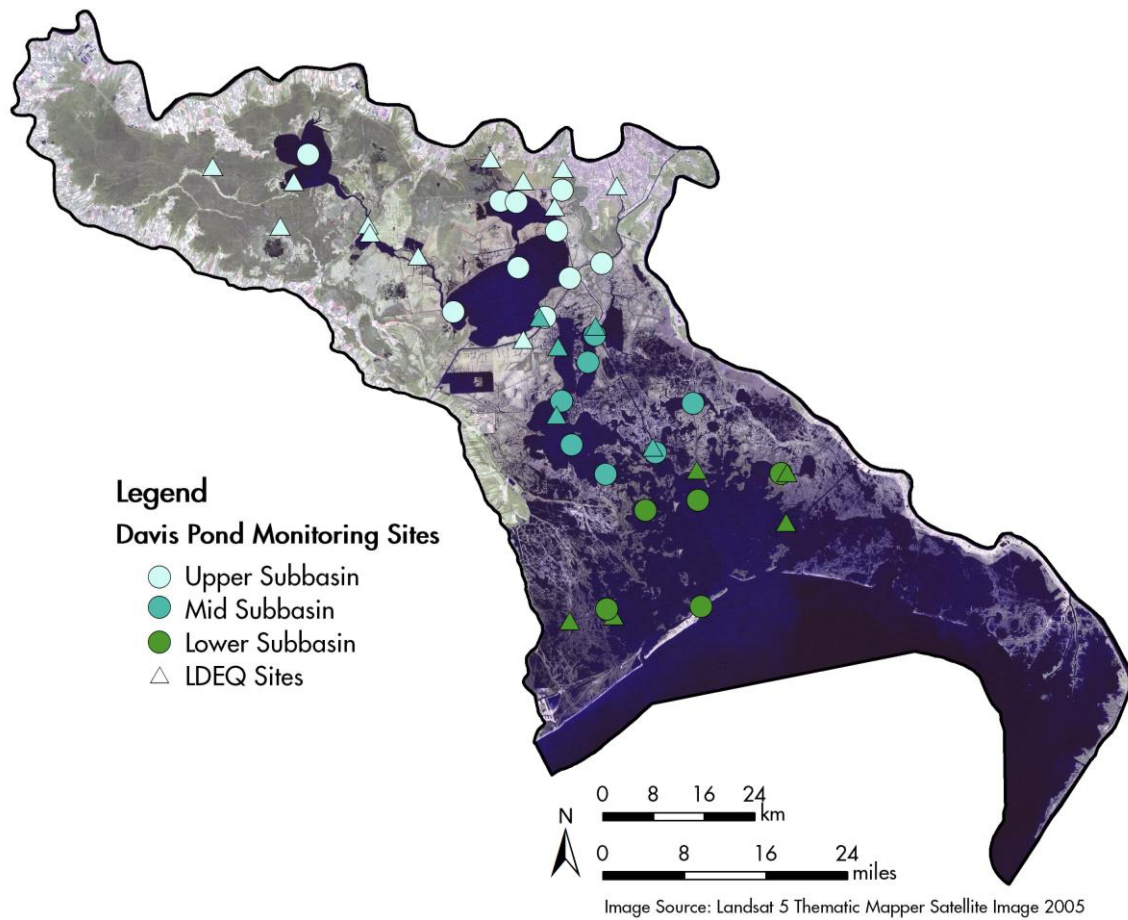 Legend
Davis Pond Monitoring Sites
Upper Subbasin
Mid Subbasin
Lower Subbasin
LDEQ Sites
N
0 8 16 24
km
0 8 16 24
miles
Image Source: Landsat 5 Thematic Mapper Satellite Image 2005